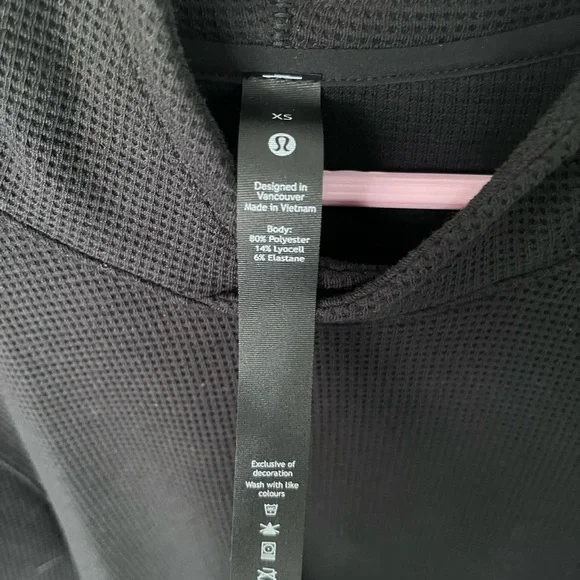 XS
Designed in
Vancouver
Made in Vietnam
Body:
80% Polyester
14% Lyocell
6% Elastane
Exclusive of
decoration
Wash with like
colours